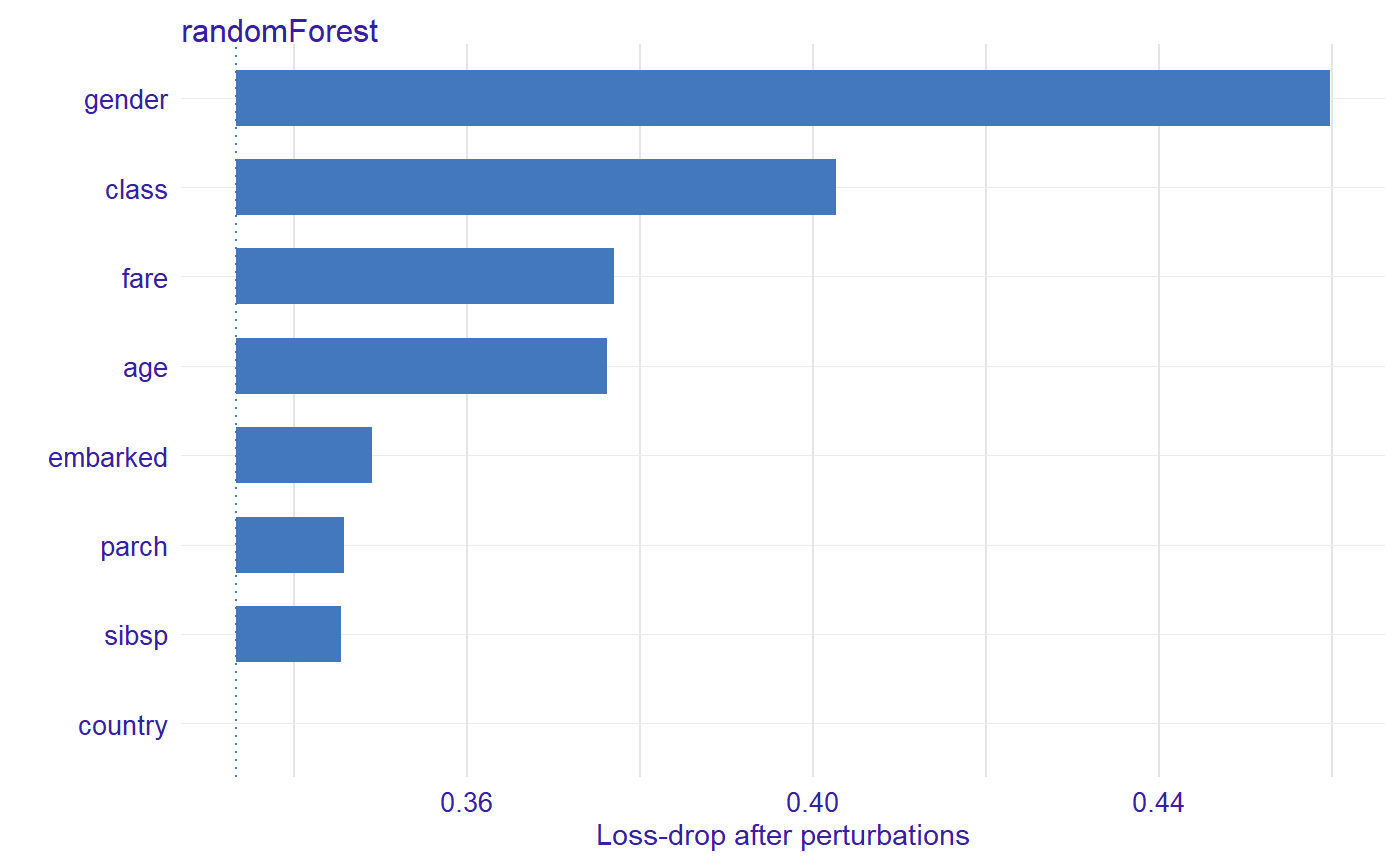 randomForest
gender
class
fare
age
embarked
parch
sibsp
country
0.36 0.40 0.44
Loss-drop after perturbations